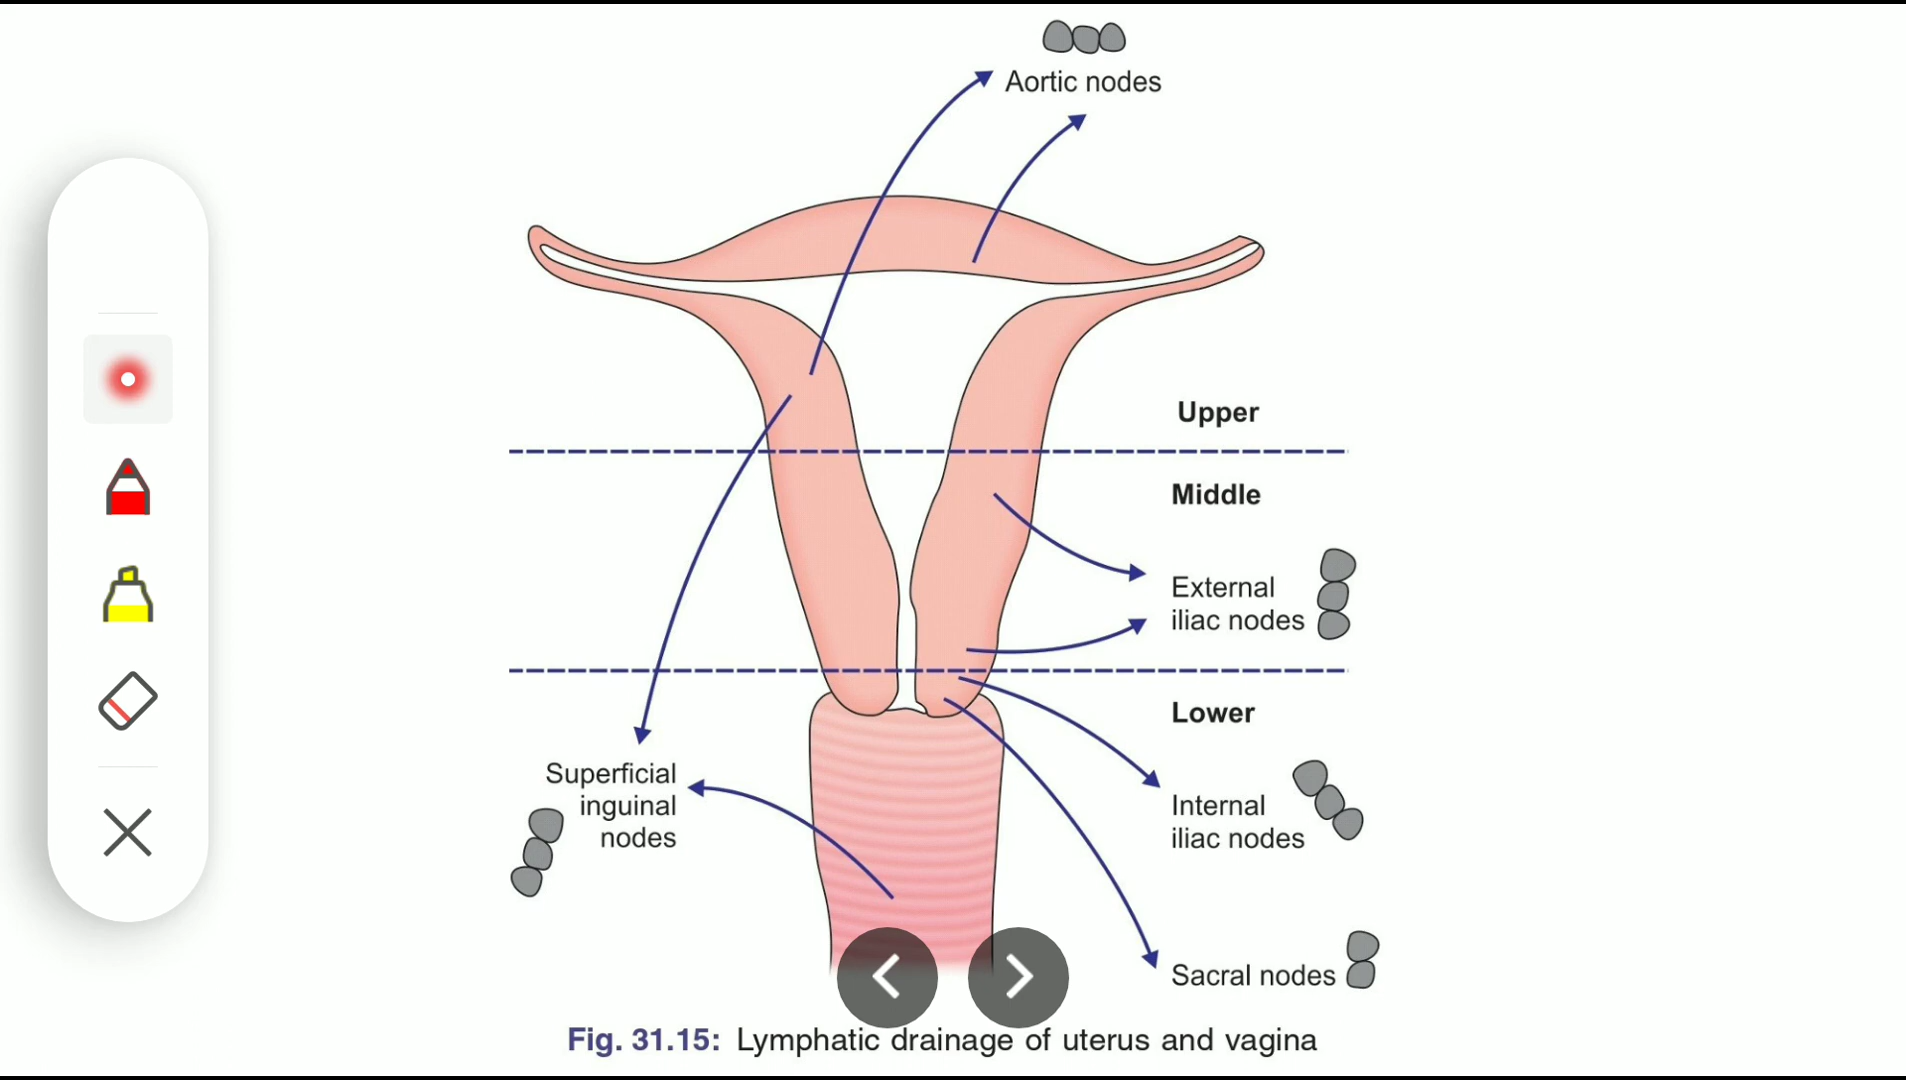 Aortic nodes
Upper
Middle
External
iliac nodes
Lower
Superficial
inguinal
nodes
Internal
iliac nodes
Sacral nodes
Fig. 31.15: Lymphatic drainage of uterus and vagina